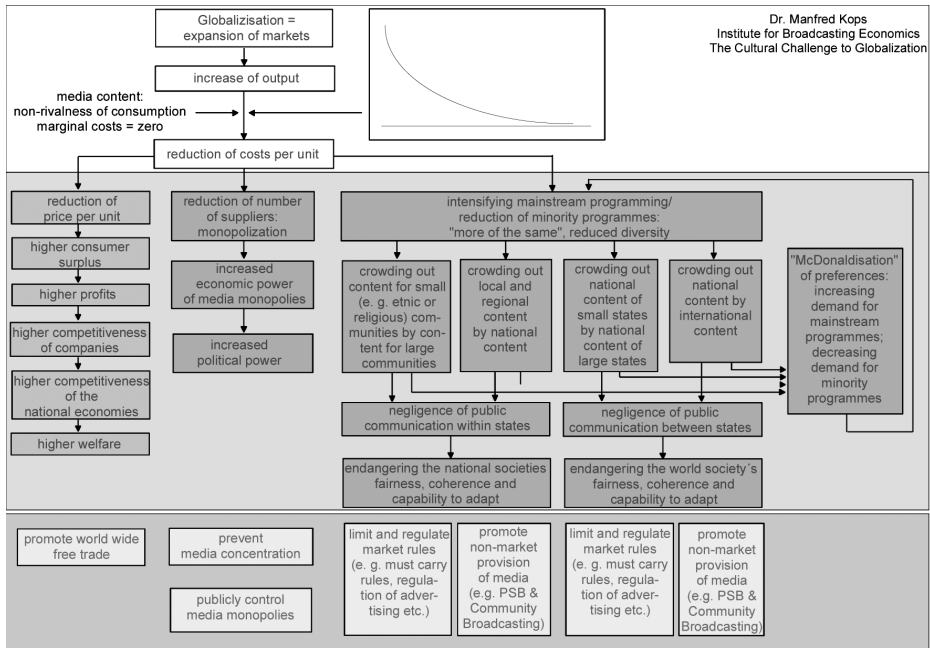 Globalizisation =
expansion of markets
Dr. Manfred Kops
Institute for Broadcasting Economics
The Cultural Challenge to Globalization
increase of output
media content:
non-rivalness of consumption
marginal costs = zero
reduction of costs per unit
reduction of
price per unit
higher consumer
surplus
higher profits
higher competitiveness
of companies
higher competitiveness
of the
national economies
higher welfare
reduction of number
of suppliers:
monopolization
increased
economic power
of media monopolies
increased
political power
intensifying mainstream programming/
reduction of minority programmes:
"more of the same", reduced diversity
crowding out
content for small
(e. g. etnic or
religious) com-
munities by con-
tent for large
communities
crowding out
local and
regional
content
by national
content
crowding out
national
content of
small states
by national
content of
large states
crowding out
national
content by
international
content
"McDonaldisation"
of preferences:
increasing
demand for
mainstream
programmes;
decreasing
demand for
minority
programmes
negligence of public
communication within states
negligence of public
communication between states
endangering the national societies
fairness, coherence and
capability to adapt
endangering the world society´s
fairness, coherence and
capability to adapt
promote world wide
free trade
prevent
media concentration
publicly control
media monopolies
limit and regulate
market rules
(e. g. must carry
rules, regula-
tion of adver-
tising etc.)
promote
non-market
provision
of media
(e.g. PSB &
Community
Broadcasting)
limit and regulate
market rules
(e. g. must carry
rules, regula-
tion of adver-
tising etc.)
promote
non-market
provision
of media
(e.g. PSB &
Community
Broadcasting)